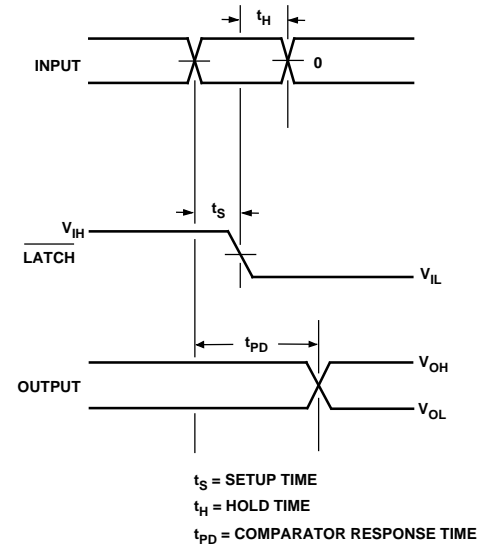 tH
INPUT
0
tS
VIH
LATCH
VIL
tPD
VOH
OUTPUT
VOL
tS = SETUP TIME
tH = HOLD TIME
tPD = COMPARATOR RESPONSE TIME